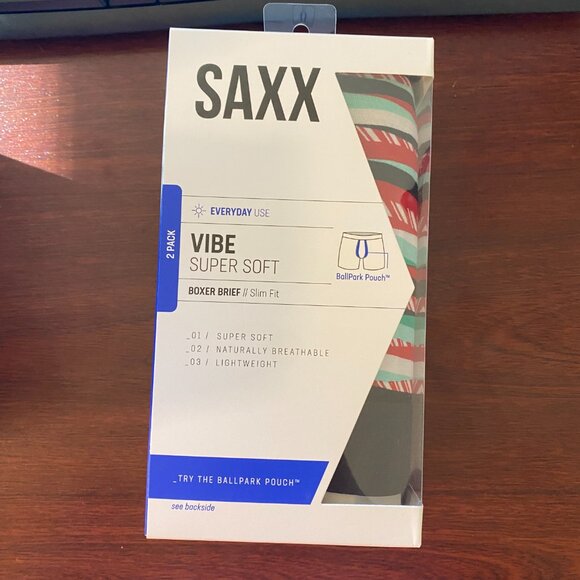 SAXX
EVERYDAY USE
2 PACK
VIBE
SUPER SOFT
BallPark Pouch™
BOXER BRIEF // Slim Fit
_01 / SUPER SOFT
_02 / NATURALLY BREATHABLE
_03 / LIGHTWEIGHT
_TRY THE BALLPARK POUCH™
see backside